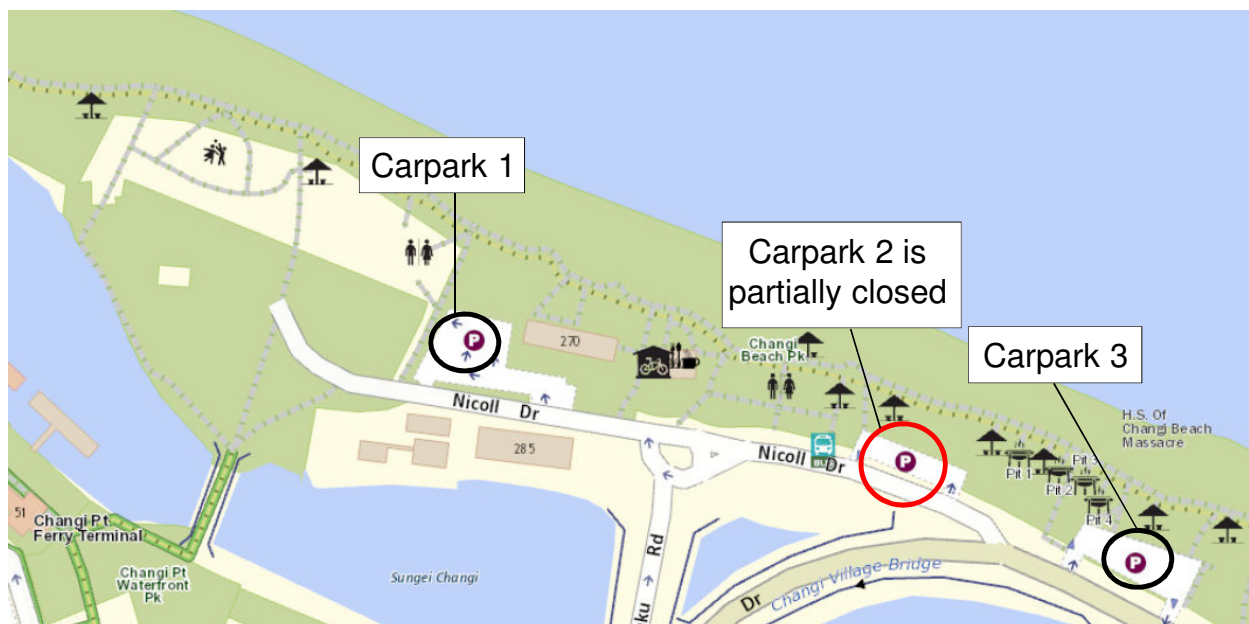 Carpark 1
Carpark 2 is
partially closed
Carpark 3
P
270
Changi
Beach Pk
Nicoll Dr
285
BUS
Nicoll Dr
P
H.S. Of
Changi Beach
Massacre
Pit 1
Pit 2
Pit 3
Pit 4
P
51
Changi Pt
Ferry Terminal
Changi Pt
Waterfront
Pk
Sungei Changi
Rd
Dr
Changi Village Bridge